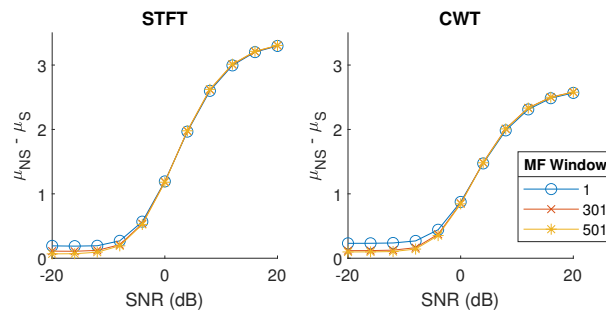 STFT
CWT
3
2
1
0
μNS - μS
-20
0
20
SNR (dB)
3
2
1
0
μNS - μS
-20
0
20
SNR (dB)
MF Window
1
301
501